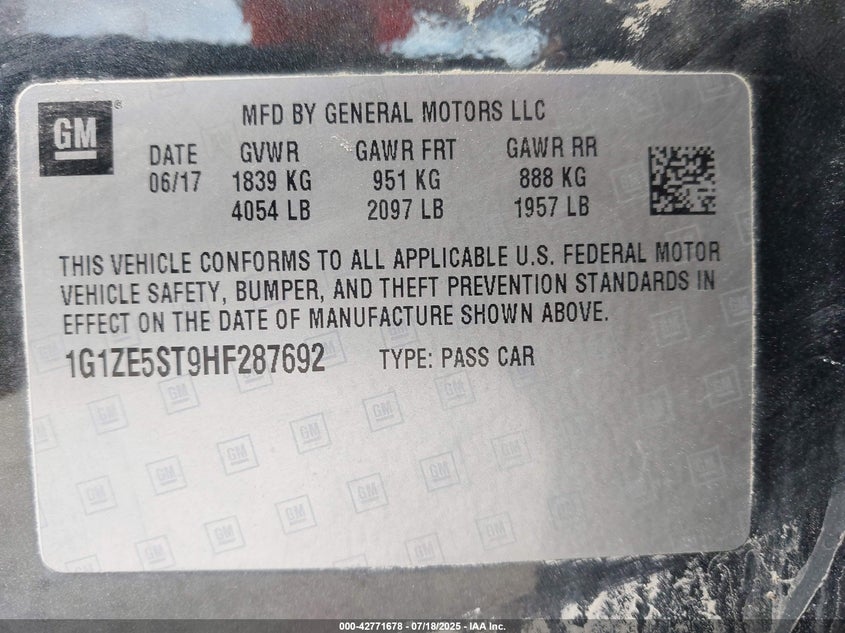 GM ®
MFD BY GENERAL MOTORS LLC
DATE GVWR GAWR FRT GAWR RR
06/17 1839 KG 951 KG 888 KG
4054 LB 2097 LB 1957 LB
THIS VEHICLE CONFORMS TO ALL APPLICABLE U.S. FEDERAL MOTOR
VEHICLE SAFETY, BUMPER, AND THEFT PREVENTION STANDARDS IN
EFFECT ON THE DATE OF MANUFACTURE SHOWN ABOVE.
1G1ZE5ST9HF287692 TYPE: PASS CAR
000-42771678 - 07/18/2025 - IAA Inc.